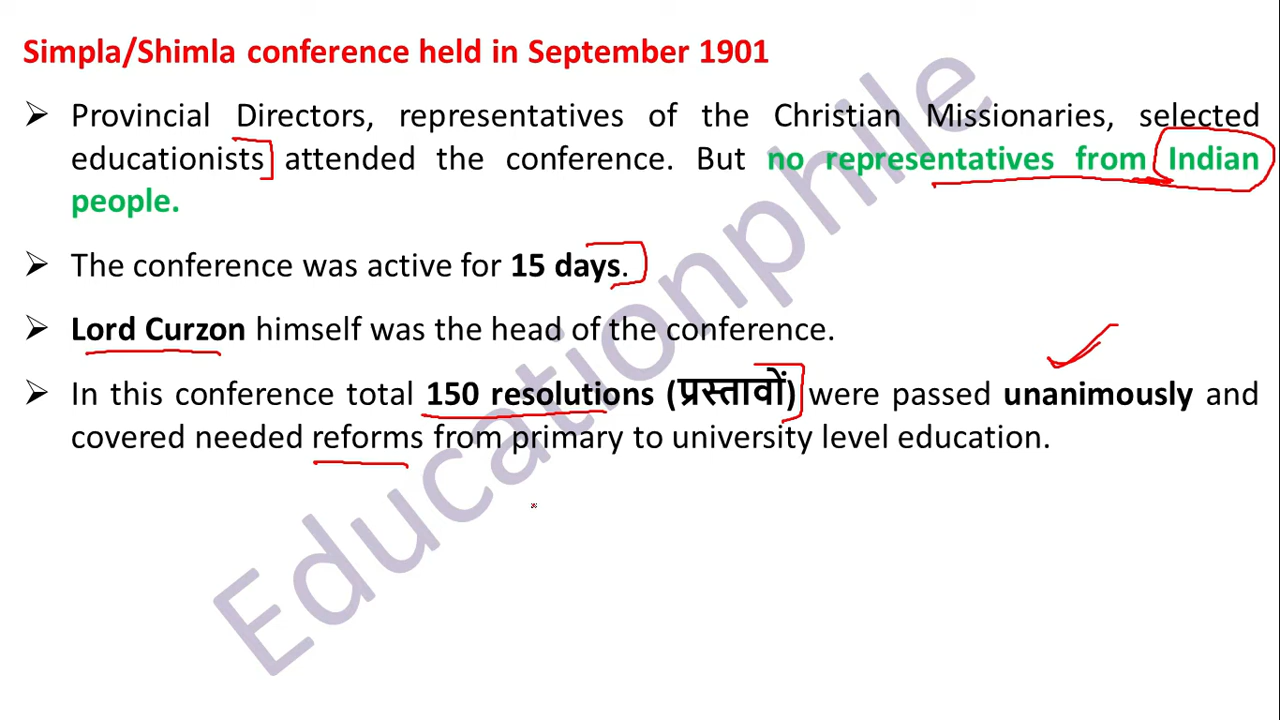 Simpla/Shimla conference held in September 1901
➢ Provincial Directors, representatives of the Christian Missionaries, selected
educationists attended the conference. But no representatives from Indian
people.
➢ The conference was active for 15 days.
➢ Lord Curzon himself was the head of the conference.
➢ In this conference total 150 resolutions (प्रस्तावों) were passed unanimously and
covered needed reforms from primary to university level education.
Educationphile